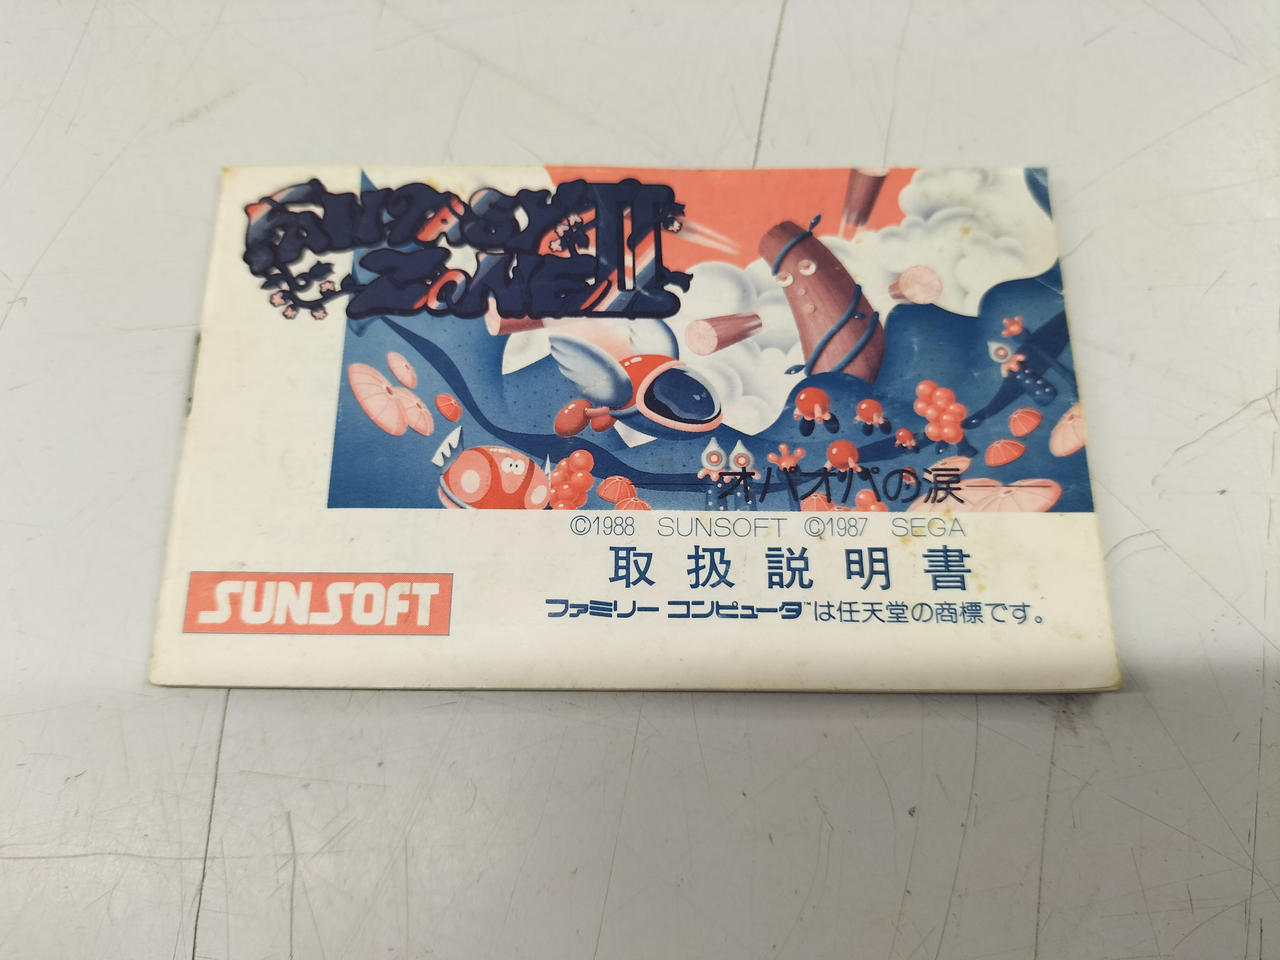 FANTASY
ZONE II
オパオパの涙
©1988 SUNSOFT ©1987 SEGA
取扱説明書
SUNSOFT
ファミリーコンピュータ™は任天堂の商標です。